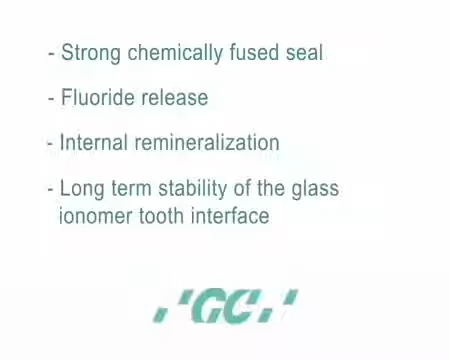 - Strong chemically fused seal
- Fluoride release
- Internal remineralization
- Long term stability of the glass
ionomer tooth interface
'GC'